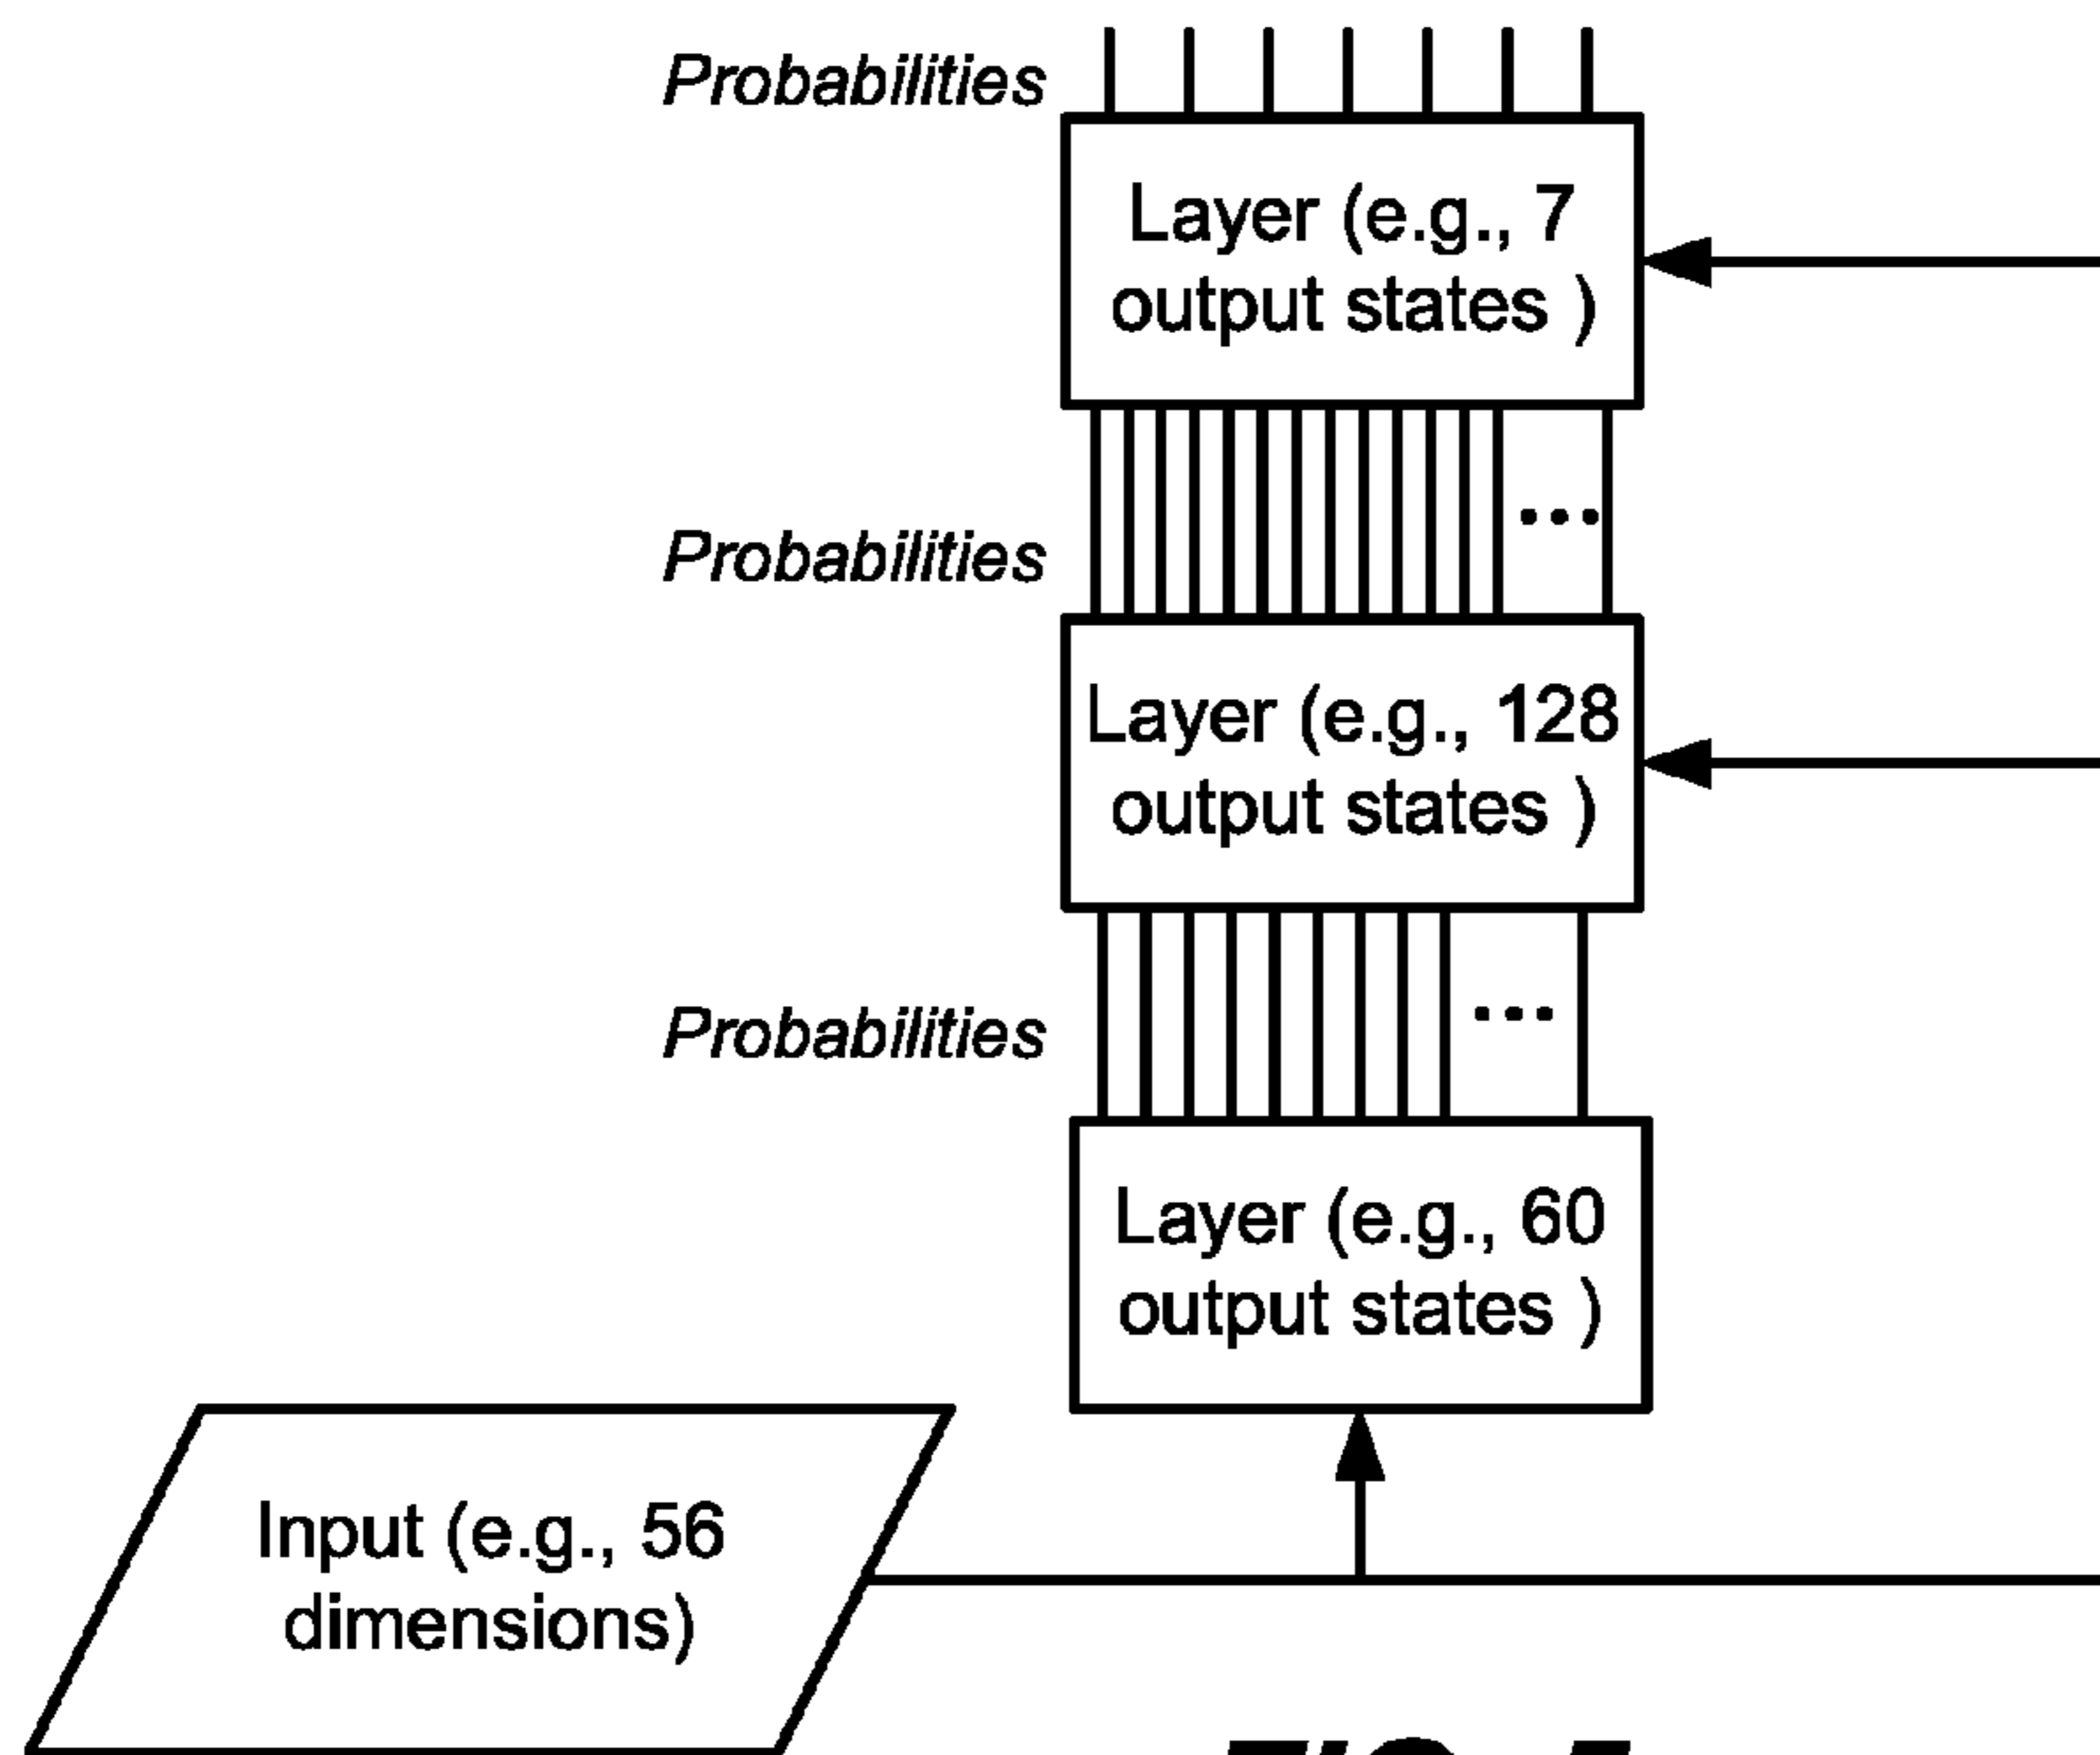 Probabilities
Layer (e.g., 7
output states )
Probabilities
Layer (e.g., 128
output states )
Probabilities
Layer (e.g., 60
output states )
Input (e.g., 56
dimensions)